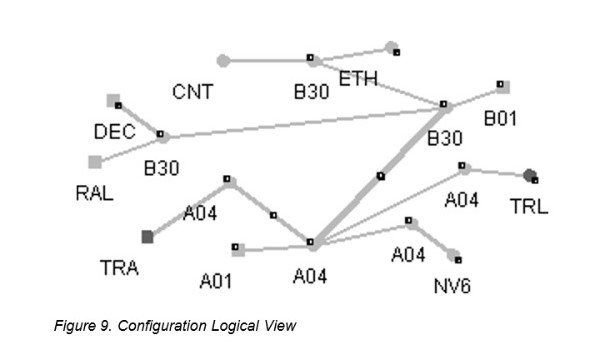 CNT
B30
ETH
B30
B01
DEC
B30
RAL
A04
A04
TRL
TRA
A01
A04
A04
NV6
Figure 9. Configuration Logical View